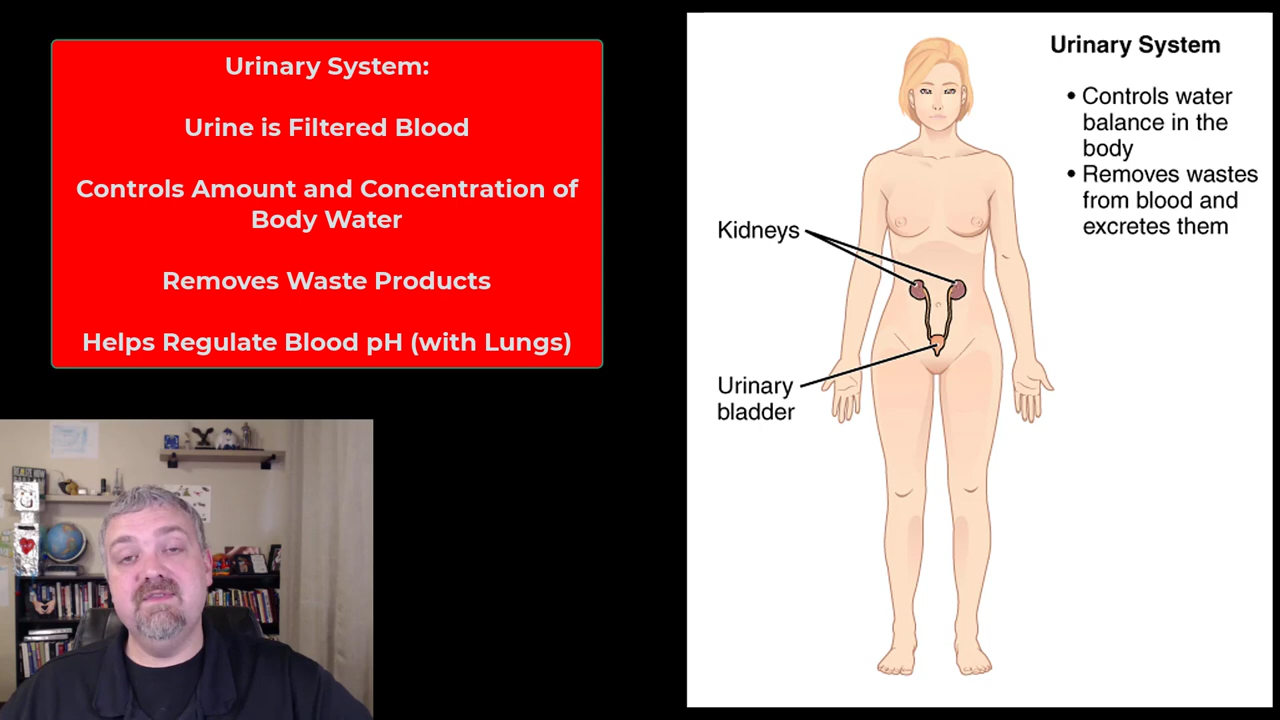 Urinary System:
Urine is Filtered Blood
Controls Amount and Concentration of
Body Water
Removes Waste Products
Helps Regulate Blood pH (with Lungs)
Urinary System
• Controls water
balance in the
body
• Removes wastes
from blood and
excretes them
Kidneys
Urinary
bladder